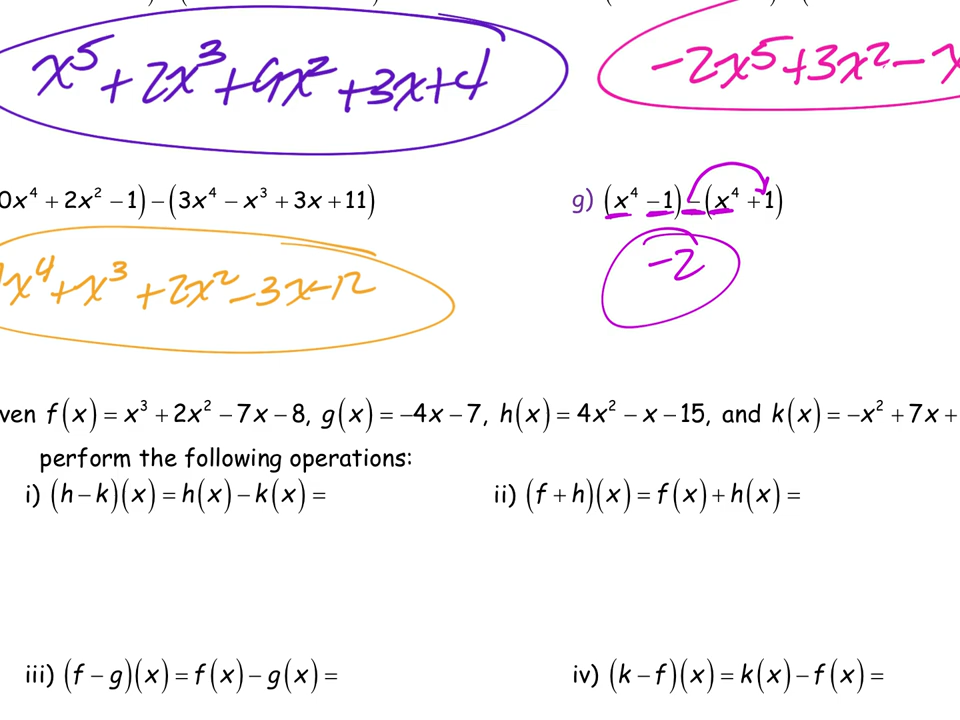 x⁵ + 2x³ + 9x² + 3x + 4
-2x⁵ + 3x² -
0x⁴ + 2x² − 1) − (3x⁴ − x³ + 3x + 11)
g) (x⁴ − 1) − (x⁴ + 1)
x⁴ + x³ + 2x² − 3x − 12
−2
ven f(x) = x³ + 2x² − 7x − 8, g(x) = −4x − 7, h(x) = 4x² − x − 15, and k(x) = −x² + 7x +
perform the following operations:
i) (h − k)(x) = h(x) − k(x) =
ii) (f + h)(x) = f(x) + h(x) =
iii) (f − g)(x) = f(x) − g(x) =
iv) (k − f)(x) = k(x) − f(x) =